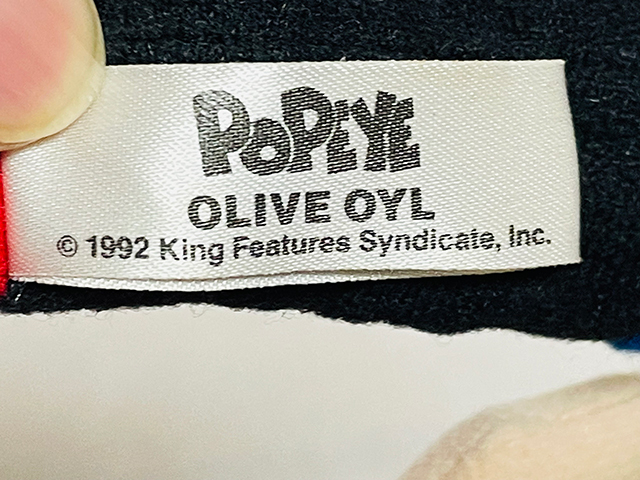 POPEYE
OLIVE OYL
© 1992 King Features Syndicate, Inc.